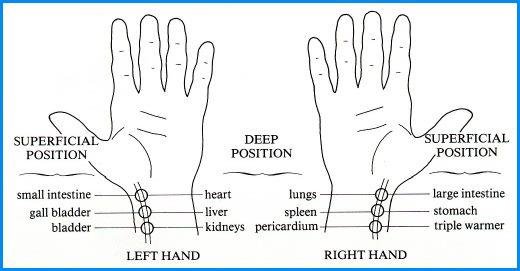 SUPERFICIAL
POSITION
DEEP
POSITION
SUPERFICIAL
POSITION
small intestine
heart
lungs
large intestine
gall bladder
liver
spleen
stomach
bladder
kidneys
pericardium
triple warmer
LEFT HAND
RIGHT HAND